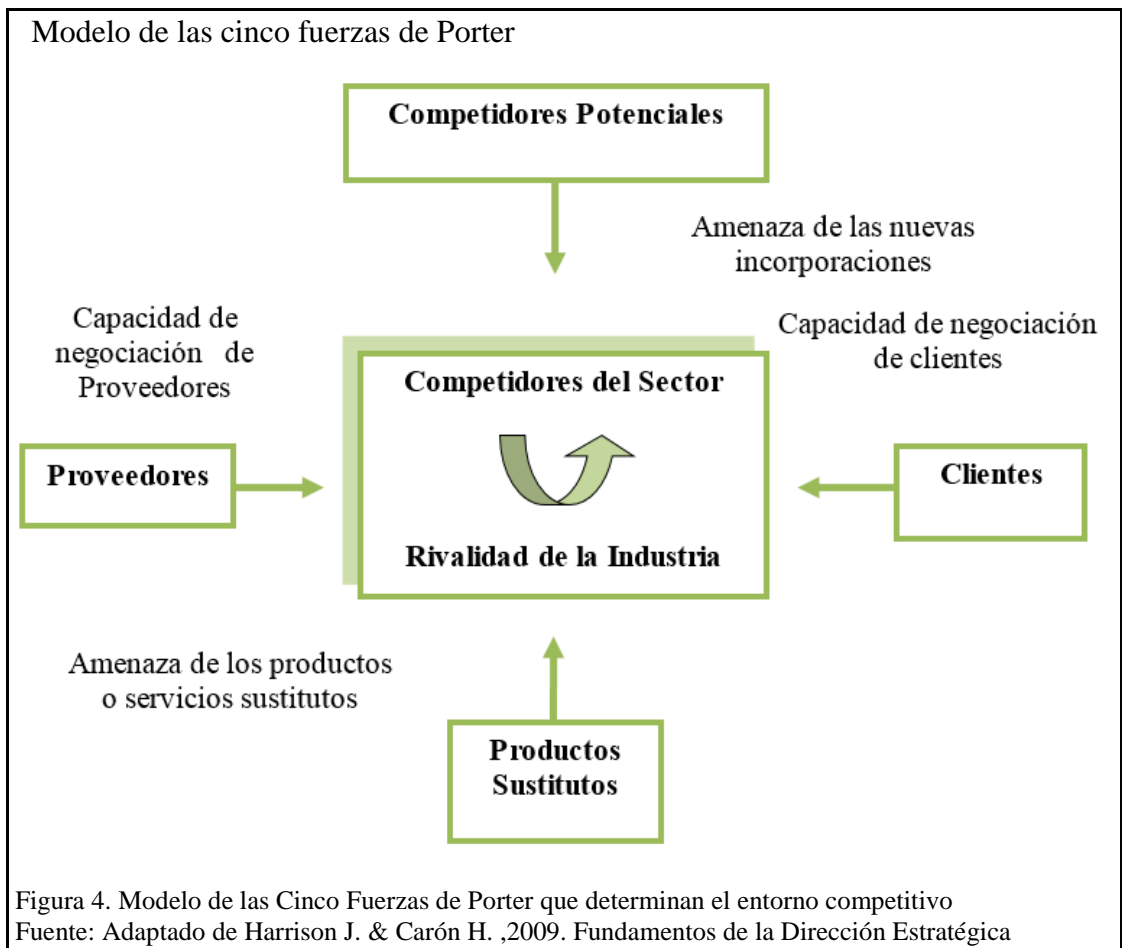 Modelo de las cinco fuerzas de Porter
Competidores Potenciales
Amenaza de las nuevas
incorporaciones
Capacidad de
negociación de
Proveedores
Capacidad de negociación
de clientes
Competidores del Sector
Proveedores
Clientes
Rivalidad de la Industria
Amenaza de los productos
o servicios sustitutos
Productos
Sustitutos
Figura 4. Modelo de las Cinco Fuerzas de Porter que determinan el entorno competitivo
Fuente: Adaptado de Harrison J. & Carón H. ,2009. Fundamentos de la Dirección Estratégica